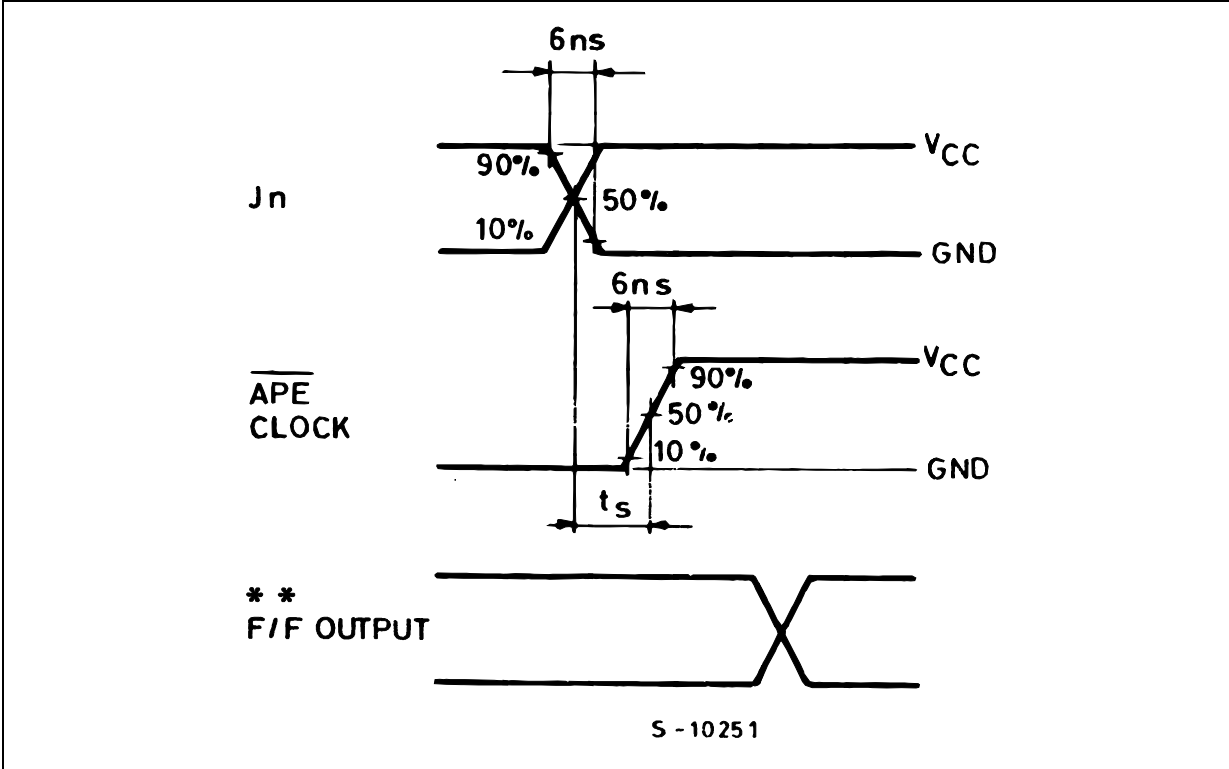 6ns
VCC
90%
Jn
50%
10%
GND
6ns
VCC
APE
90%
CLOCK
50%
10%
GND
ts
* *
F/F OUTPUT
S-10251